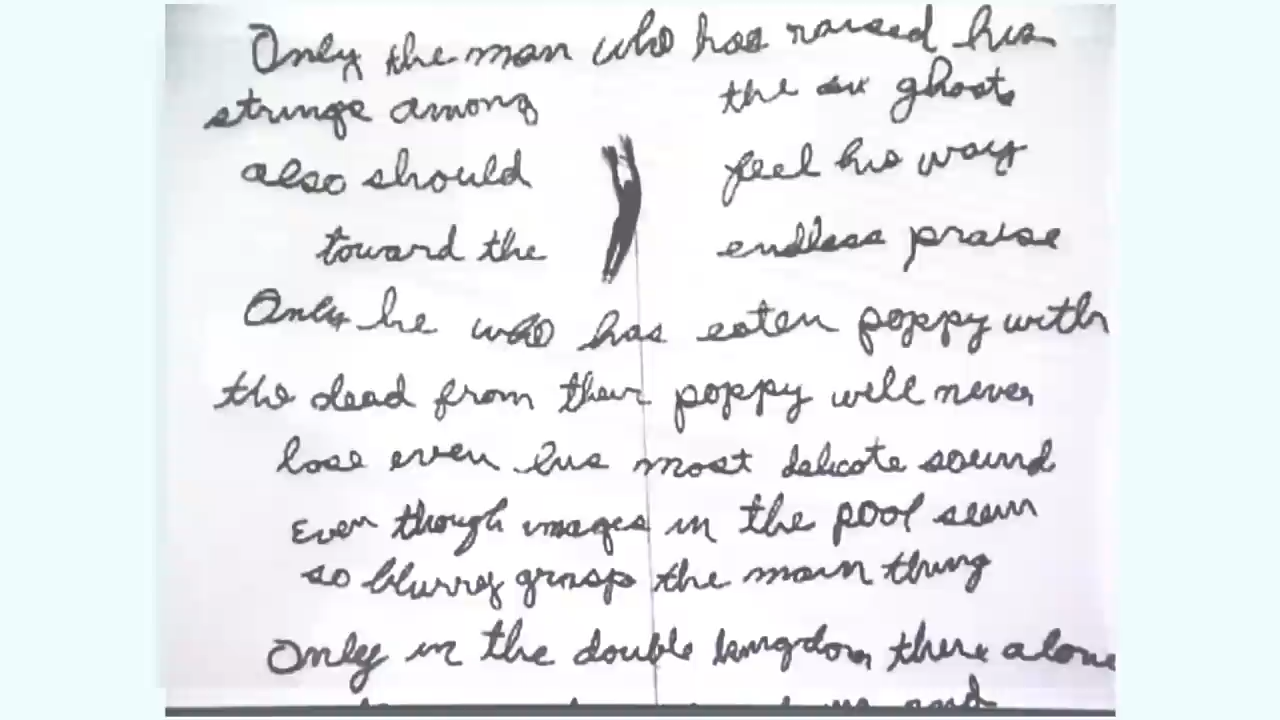 Only the man who has raised his
strings among the dark ghosts
also should feel his way
toward the endless praise
Only he who has eaten poppy with
the dead from their poppy will never
lose even his most delicate sound
Even though images in the pool seem
so blurry grasp the main thing
Only in the double kingdom there alone
and